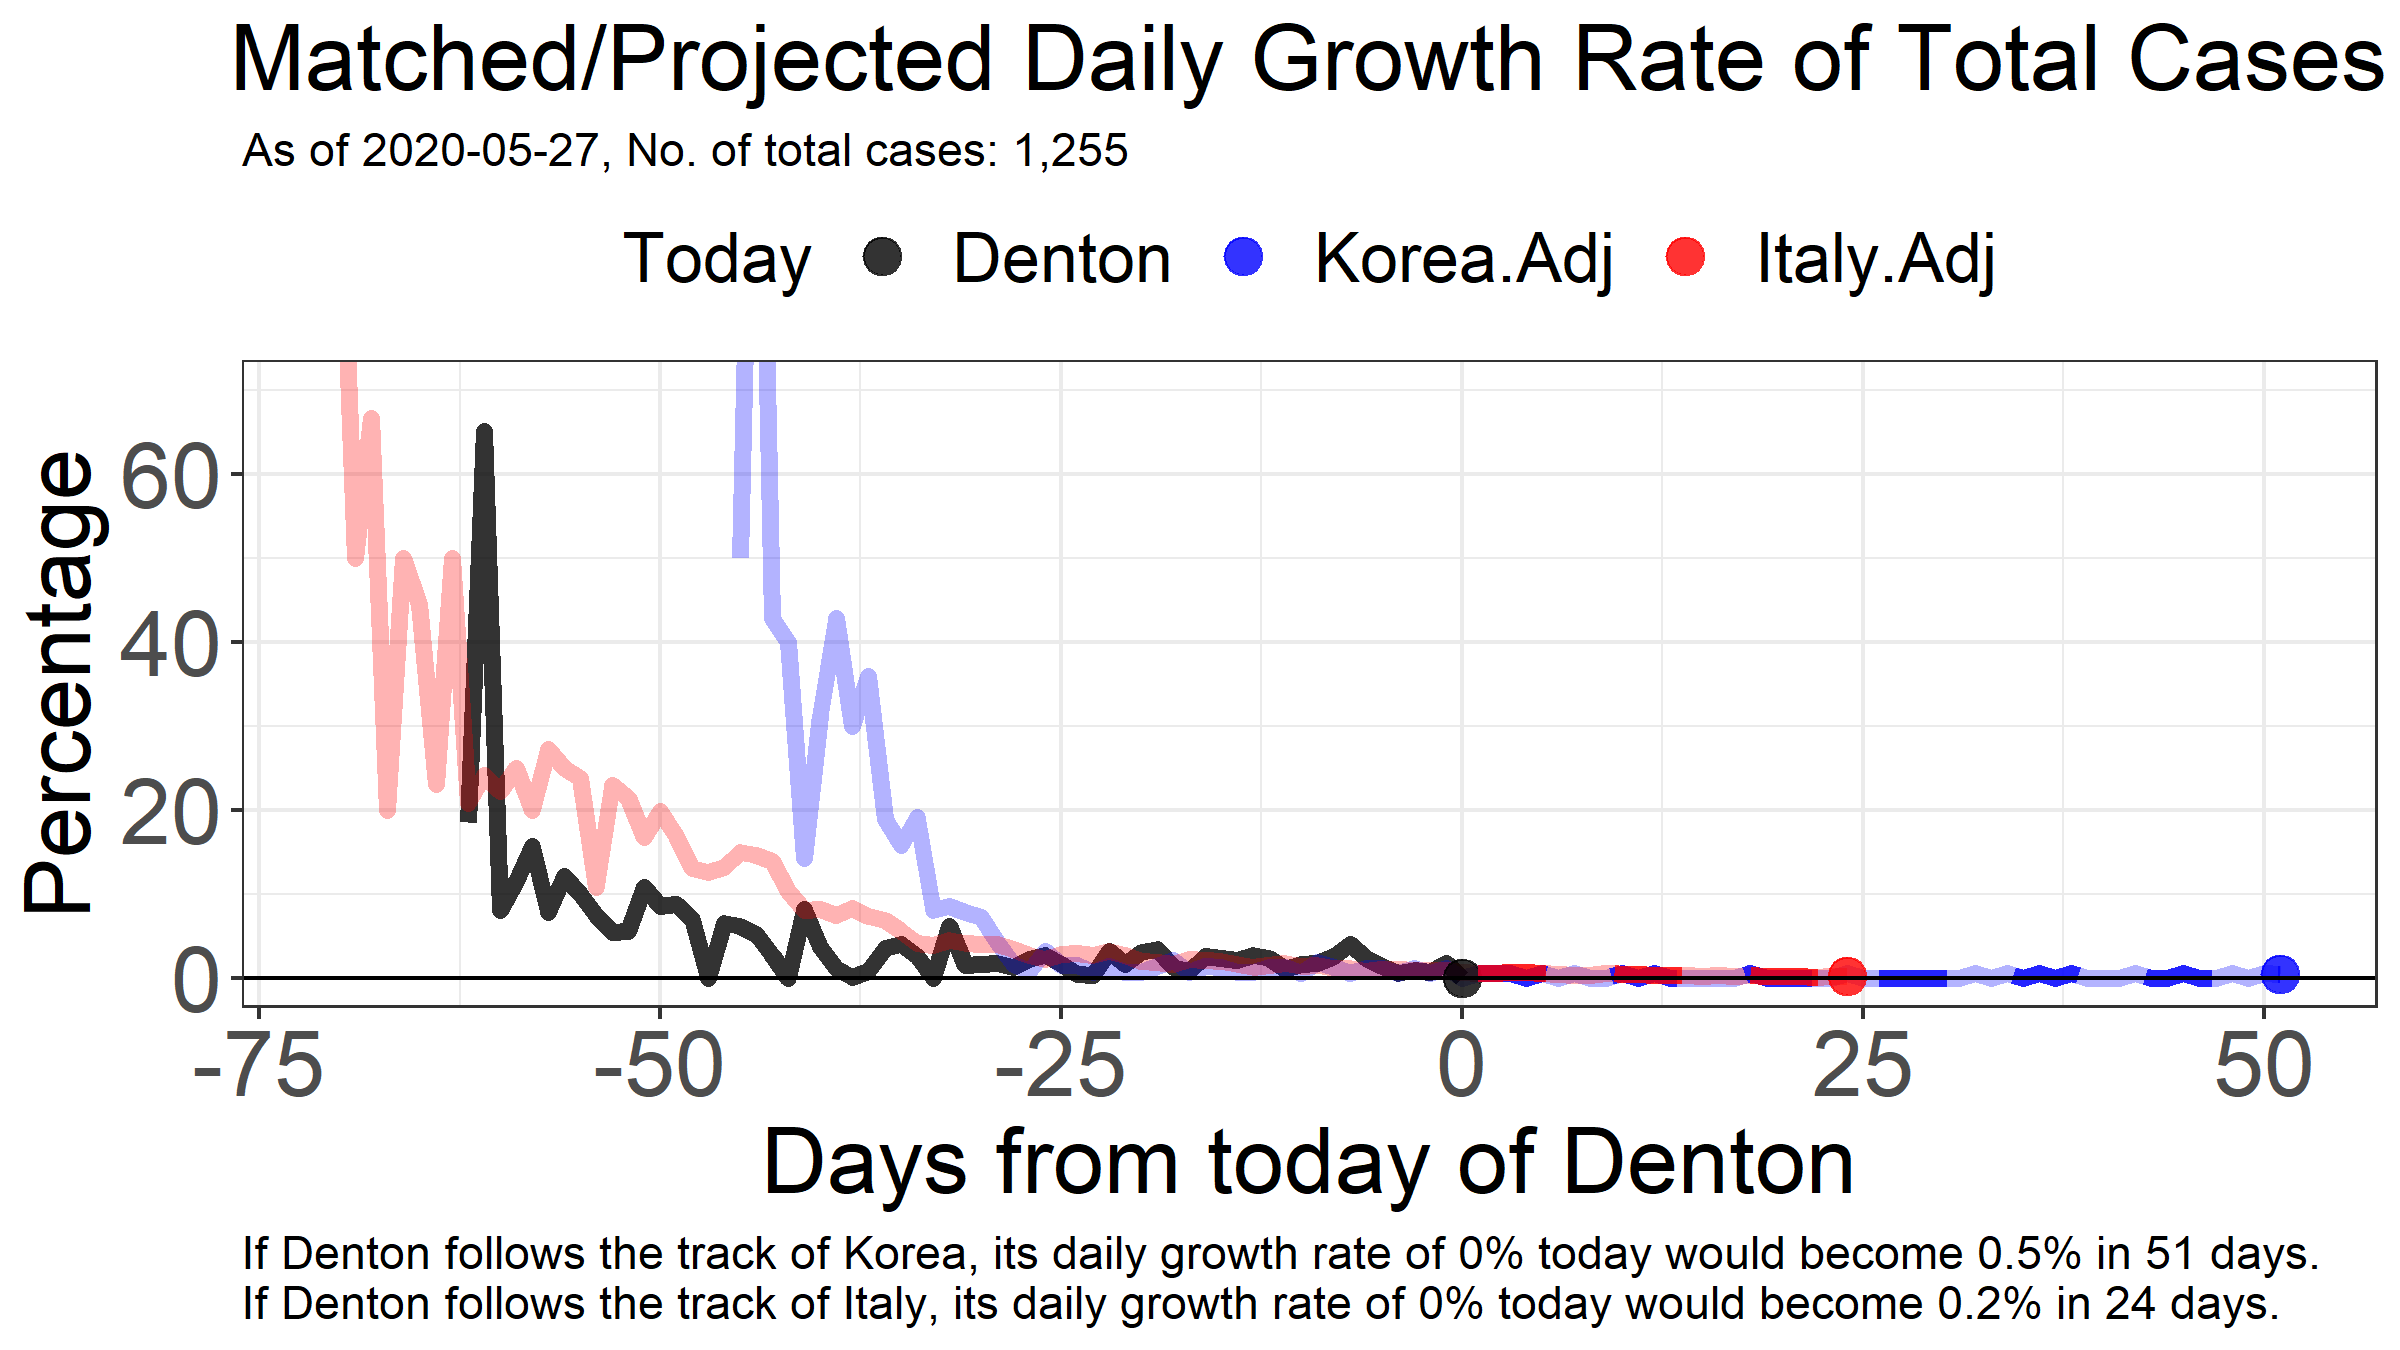 Matched/Projected Daily Growth Rate of Total Cases
As of 2020-05-27, No. of total cases: 1,255
Today Denton Korea.Adj Italy.Adj
Percentage
60
40
20
0
-75 -50 -25 0 25 50
Days from today of Denton
If Denton follows the track of Korea, its daily growth rate of 0% today would become 0.5% in 51 days.
If Denton follows the track of Italy, its daily growth rate of 0% today would become 0.2% in 24 days.